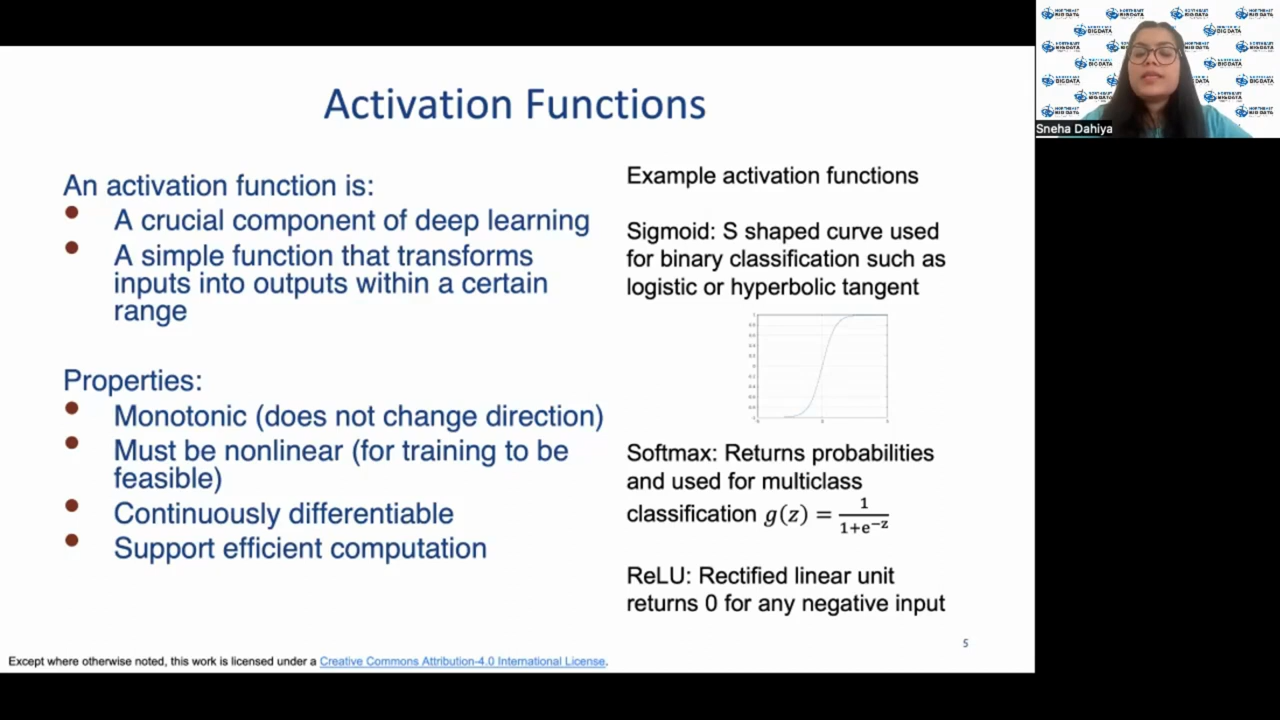 Activation Functions
An activation function is:
• A crucial component of deep learning
• A simple function that transforms
inputs into outputs within a certain
range
Properties:
• Monotonic (does not change direction)
• Must be nonlinear (for training to be
feasible)
• Continuously differentiable
• Support efficient computation
Example activation functions
Sigmoid: S shaped curve used
for binary classification such as
logistic or hyperbolic tangent
Softmax: Returns probabilities
and used for multiclass
classification g(z) = 1/(1+e^{-z})
ReLU: Rectified linear unit
returns 0 for any negative input
5
Except where otherwise noted, this work is licensed under a Creative Commons Attribution-4.0 International License.
NORTHEAST
BIG DATA
Sneha Dahiya